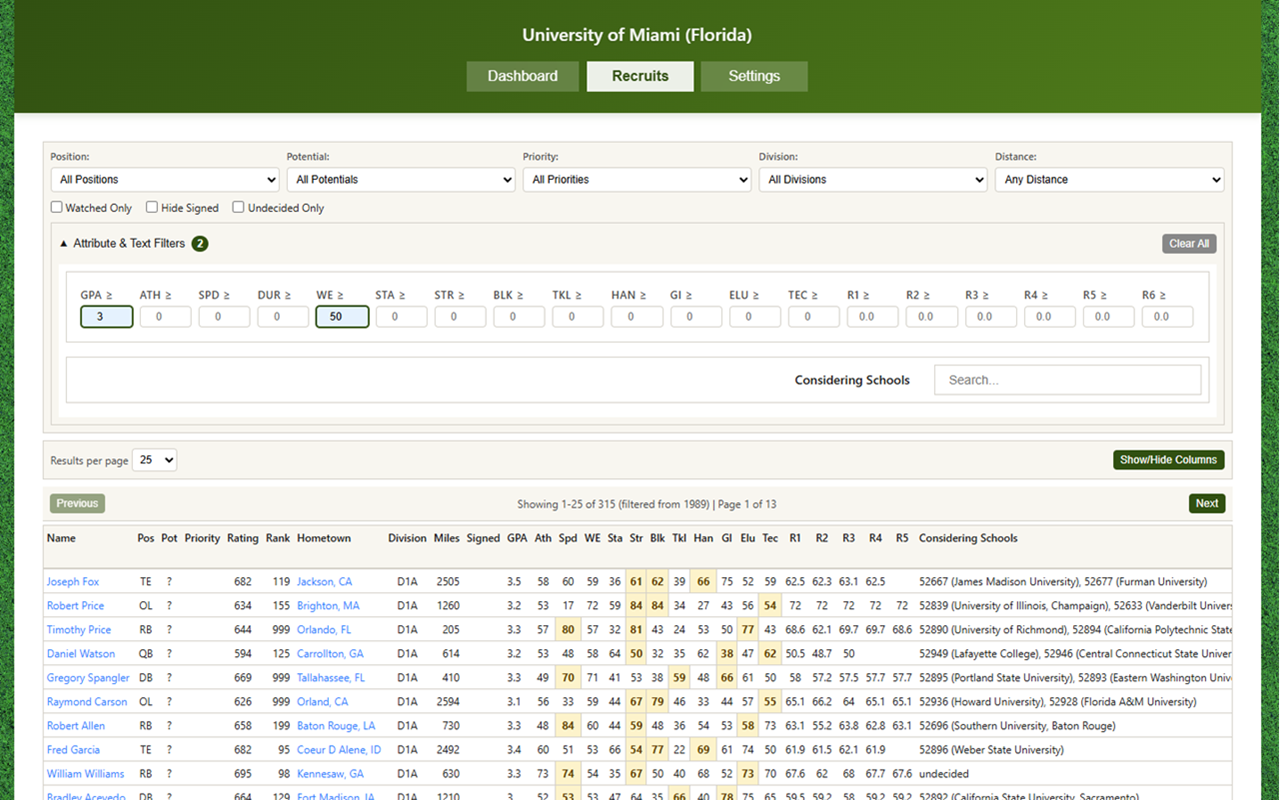 University of Miami (Florida)
Dashboard Recruits Settings
Position: Potential: Priority: Division: Distance:
All Positions All Potentials All Priorities All Divisions Any Distance
Watched Only Hide Signed Undecided Only
▲ Attribute & Text Filters 2 Clear All
GPA ≥ ATH ≥ SPD ≥ DUR ≥ WE ≥ STA ≥ STR ≥ BLK ≥ TKL ≥ HAN ≥ GI ≥ ELU ≥ TEC ≥ R1 ≥ R2 ≥ R3 ≥ R4 ≥ R5 ≥ R6 ≥
3 0 0 0 50 0 0 0 0 0 0 0 0 0.0 0.0 0.0 0.0 0.0 0.0
Considering Schools Search...
Results per page 25 Show/Hide Columns
Previous Showing 1-25 of 315 (filtered from 1989) | Page 1 of 13 Next
Name Pos Pot Priority Rating Rank Hometown Division Miles Signed GPA Ath Spd WE Sta Str Blk Tkl Han GI Elu Tec R1 R2 R3 R4 R5 Considering Schools
Joseph Fox TE ? 682 119 Jackson, CA D1A 2505 3.5 58 60 59 36 61 62 39 66 75 52 59 62.5 62.3 63.1 62.5 52667 (James Madison University), 52677 (Furman University)
Robert Price OL ? 634 155 Brighton, MA D1A 1260 3.2 53 17 72 59 84 84 34 27 43 56 54 72 72 72 72 72 52839 (University of Illinois, Champaign), 52633 (Vanderbilt Univers
Timothy Price RB ? 644 999 Orlando, FL D1A 205 3.3 57 80 57 32 81 43 24 53 50 77 43 68.6 62.1 69.7 69.7 68.6 52890 (University of Richmond), 52894 (California Polytechnic State
Daniel Watson QB ? 594 125 Carrollton, GA D1A 614 3.2 53 48 58 64 50 32 35 62 38 47 62 50.5 48.7 50 52949 (Lafayette College), 52946 (Central Connecticut State Univer
Gregory Spangler DB ? 669 999 Tallahassee, FL D1A 410 3.3 49 70 71 41 53 38 59 48 66 61 50 58 57.2 57.5 57.7 57.7 52895 (Portland State University), 52893 (Eastern Washington Univ
Raymond Carson OL ? 626 999 Orland, CA D1A 2594 3.1 56 33 59 44 67 79 46 33 44 57 55 65.1 66.2 64 65.1 65.1 52936 (Howard University), 52928 (Florida A&M University)
Robert Allen RB ? 658 199 Baton Rouge, LA D1A 730 3.3 48 84 60 44 59 48 36 54 53 58 73 63.1 55.2 63.8 62.8 63.1 52696 (Southern University, Baton Rouge)
Fred Garcia TE ? 682 95 Coeur D Alene, ID D1A 2492 3.4 60 51 53 66 54 77 22 69 61 74 50 61.9 61.5 62.1 61.9 52896 (Weber State University)
William Williams RB ? 695 98 Kennesaw, GA D1A 630 3.3 73 74 54 35 67 50 40 68 52 73 70 67.6 62 68 67.7 67.6 undecided
Bradley Acevedo DB ? 664 129 Fort Madison, IA D1A 1210 3 52 53 53 47 64 35 66 40 78 75 65 59.5 59.2 58 59.2 59.2 52892 (California State University, Sacramento)